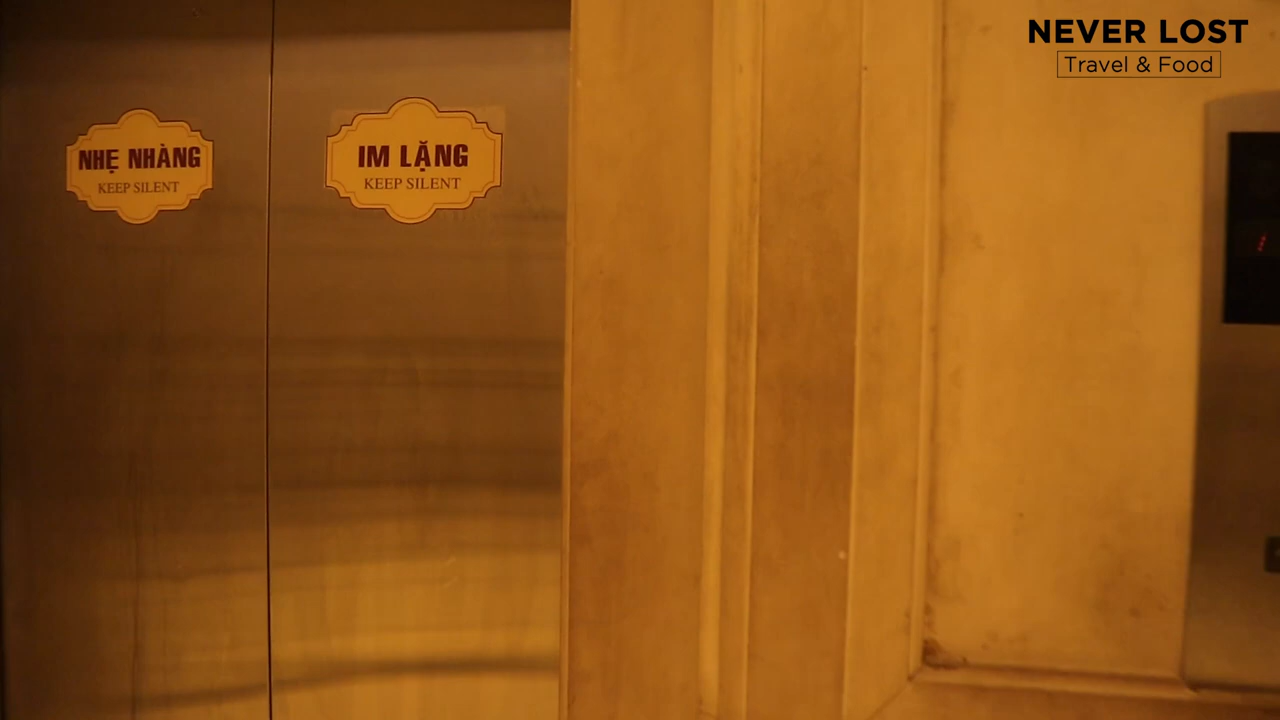 NEVER LOST
Travel & Food
NHẸ NHÀNG
KEEP SILENT
IM LẶNG
KEEP SILENT